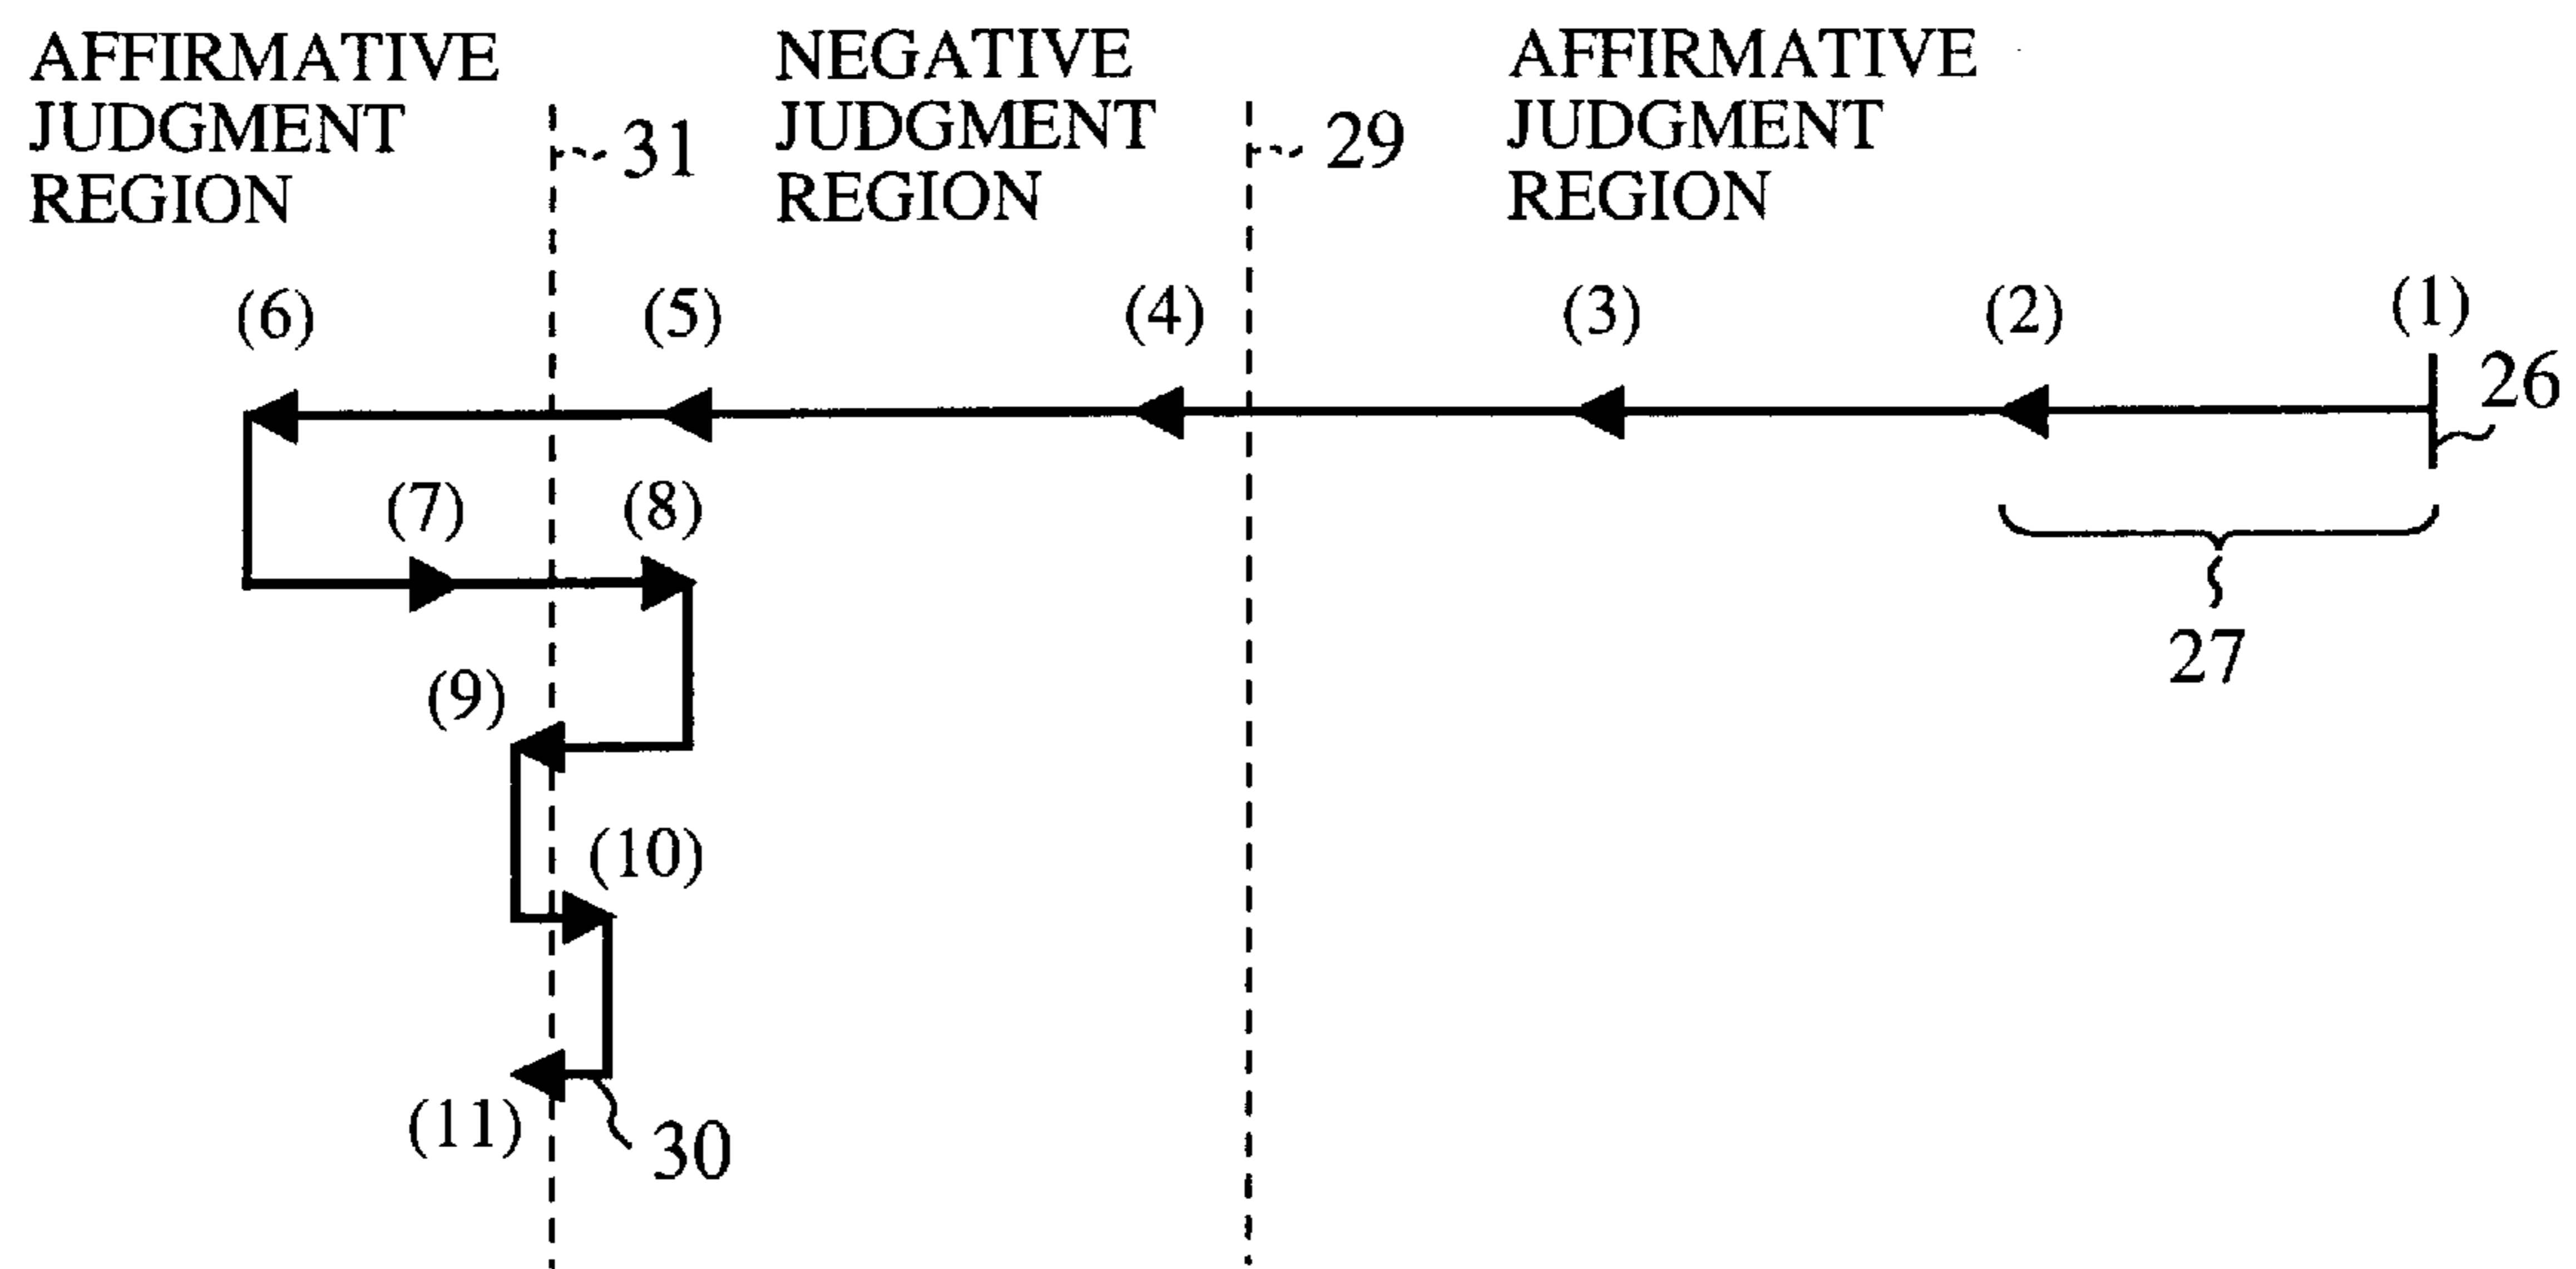 AFFIRMATIVE
JUDGMENT
REGION
31
NEGATIVE
JUDGMENT
REGION
29
AFFIRMATIVE
JUDGMENT
REGION
(6)
(5)
(4)
(3)
(2)
(1)
26
(7)
(8)
27
(9)
(10)
(11)
30